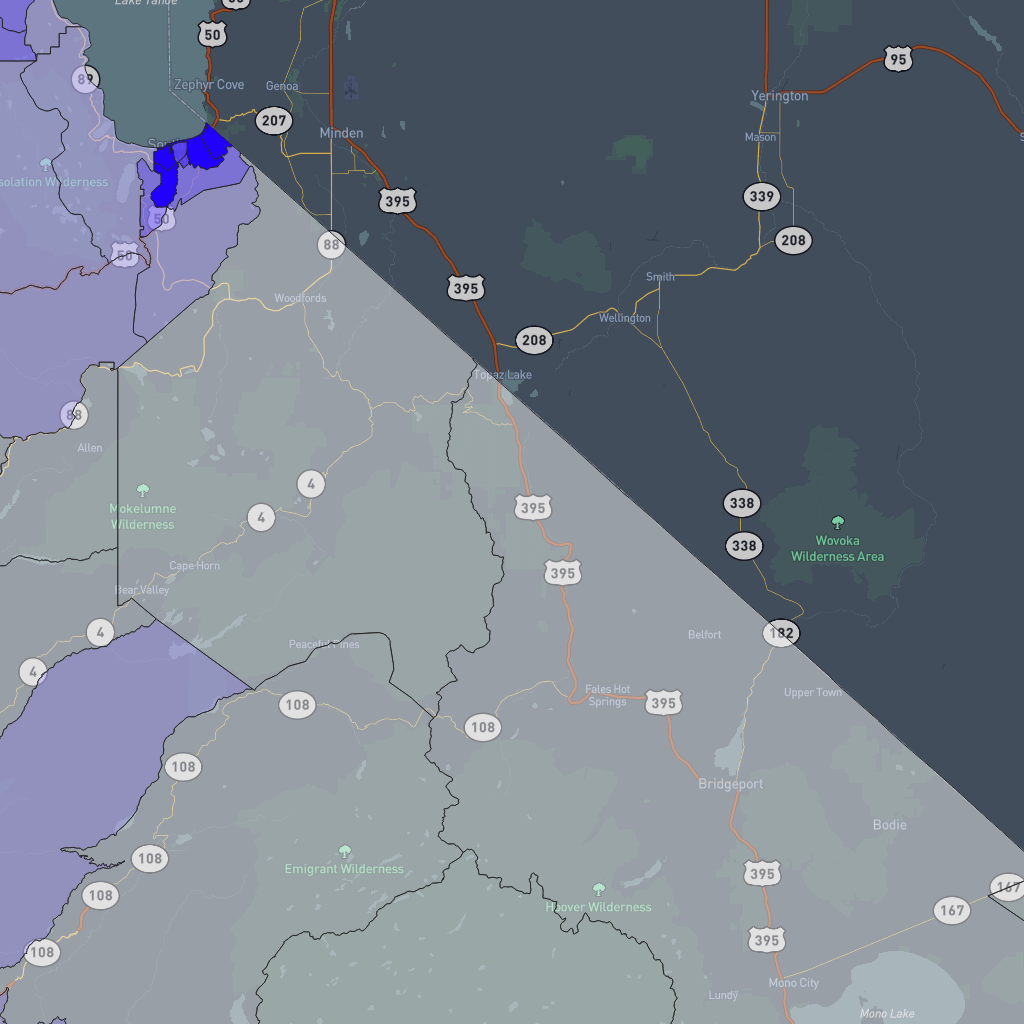 Lake Tahoe
50
50
95
89
Zephyr Cove
Genoa
Yerington
207
Minden
Mason
solation Wilderness
395
339
50
50
88
208
Smith
Woodfords
395
Wellington
208
Topaz Lake
88
Allen
4
Mokelumne
Wilderness
4
395
338
338
Wovoka
Wilderness Area
Cape Horn
395
Bear Valley
4
Belfort
182
Peaceful Pines
4
Fales Hot
Springs
Upper Town
108
395
108
108
Bridgeport
Bodie
108
Emigrant Wilderness
395
108
Hoover Wilderness
167
167
108
395
Mono City
Lundy
Mono Lake